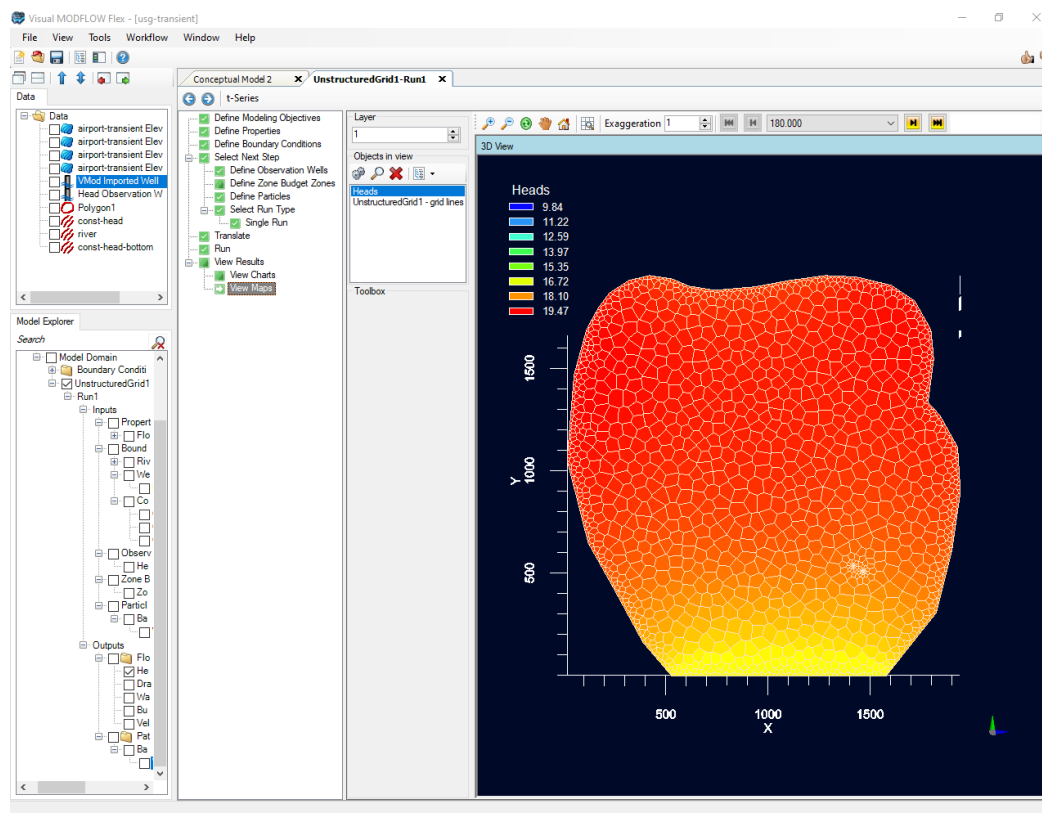 Visual MODFLOW Flex - [usg-transient]
File View Tools Workflow Window Help
Data
Data
airport-transient Elev
airport-transient Elev
airport-transient Elev
airport-transient Elev
VMod Imported Well
Head Observation W
Polygon1
const-head
river
const-head-bottom
Model Explorer
Search
Model Domain
Boundary Conditi
UnstructuredGrid1
Run1
Inputs
Propert
Flo
Bound
Riv
We
Co
Observ
He
Zone B
Zo
Particl
Ba
Outputs
Flo
He
Dra
Wa
Bu
Vel
Pat
Ba
Conceptual Model 2 X UnstructuredGrid1-Run1 X
t-Series
Define Modeling Objectives
Define Properties
Define Boundary Conditions
Select Next Step
Define Observation Wells
Define Zone Budget Zones
Define Particles
Select Run Type
Single Run
Translate
Run
View Results
View Charts
View Maps
Layer
1
Objects in view
Heads
UnstructuredGrid1 - grid lines
Toolbox
Exaggeration 1 180.000
3D View
Heads
9.84
11.22
12.59
13.97
15.35
16.72
18.10
19.47
1500
1000
Y
500
500 1000 1500
X